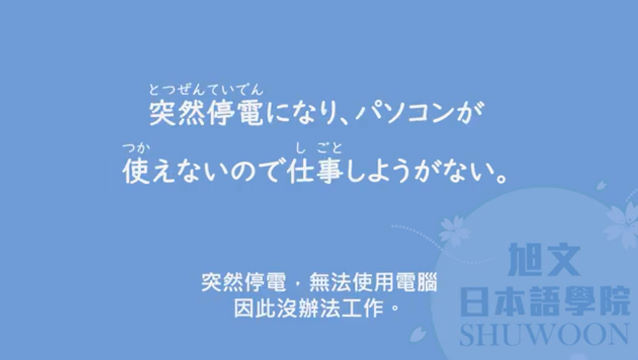 とつぜんていでん
突然停電になり、パソコンが
つか し ごと
使えないので仕事しようがない。
突然停電，無法使用電腦
因此沒辦法工作。
旭文
日本語學院
SHUWOON